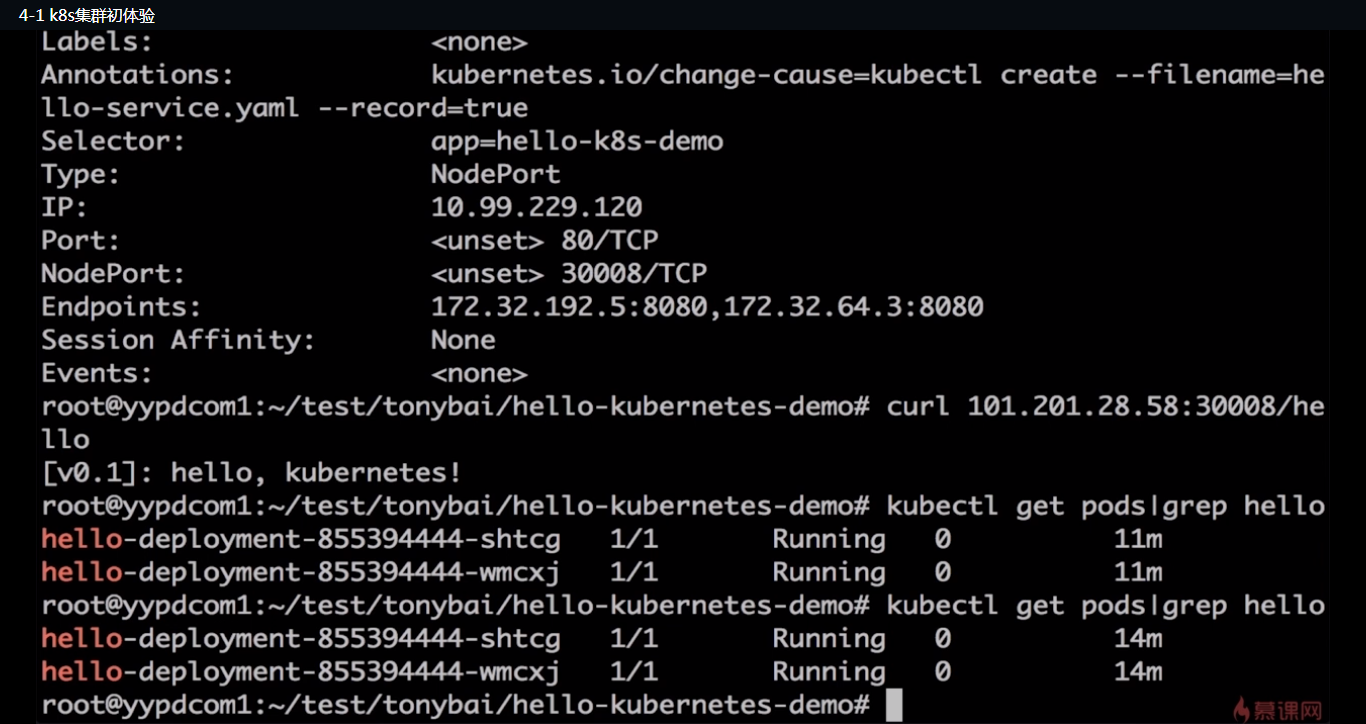 4-1 k8s集群初体验
Labels: <none>
Annotations: kubernetes.io/change-cause=kubectl create --filename=he
llo-service.yaml --record=true
Selector: app=hello-k8s-demo
Type: NodePort
IP: 10.99.229.120
Port: <unset> 80/TCP
NodePort: <unset> 30008/TCP
Endpoints: 172.32.192.5:8080,172.32.64.3:8080
Session Affinity: None
Events: <none>
root@yypdcom1:~/test/tonybai/hello-kubernetes-demo# curl 101.201.28.58:30008/he
llo
[v0.1]: hello, kubernetes!
root@yypdcom1:~/test/tonybai/hello-kubernetes-demo# kubectl get pods|grep hello
hello-deployment-855394444-shtcg 1/1 Running 0 11m
hello-deployment-855394444-wmcxj 1/1 Running 0 11m
root@yypdcom1:~/test/tonybai/hello-kubernetes-demo# kubectl get pods|grep hello
hello-deployment-855394444-shtcg 1/1 Running 0 14m
hello-deployment-855394444-wmcxj 1/1 Running 0 14m
root@yypdcom1:~/test/tonybai/hello-kubernetes-demo#
慕课网